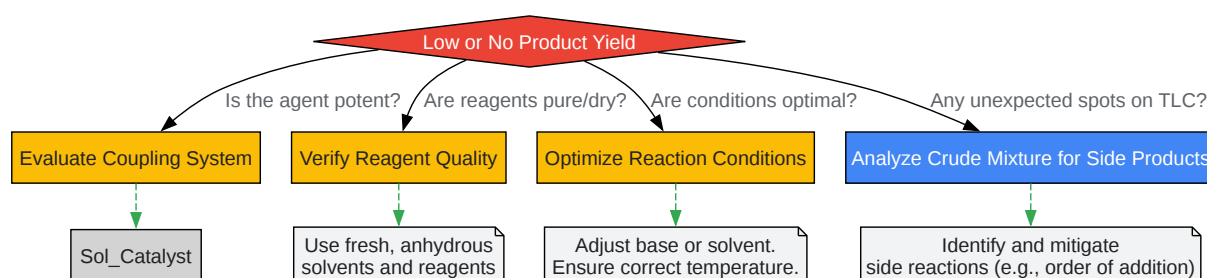 Low or No Product Yield
Is the agent potent?
Are reagents pure/dry?
Are conditions optimal?
Any unexpected spots on TLC?
Evaluate Coupling System
Verify Reagent Quality
Optimize Reaction Conditions
Analyze Crude Mixture for Side Products
Sol_Catalyst
Use fresh, anhydrous
solvents and reagents
Adjust base or solvent.
Ensure correct temperature.
Identify and mitigate
side reactions (e.g., order of addition)